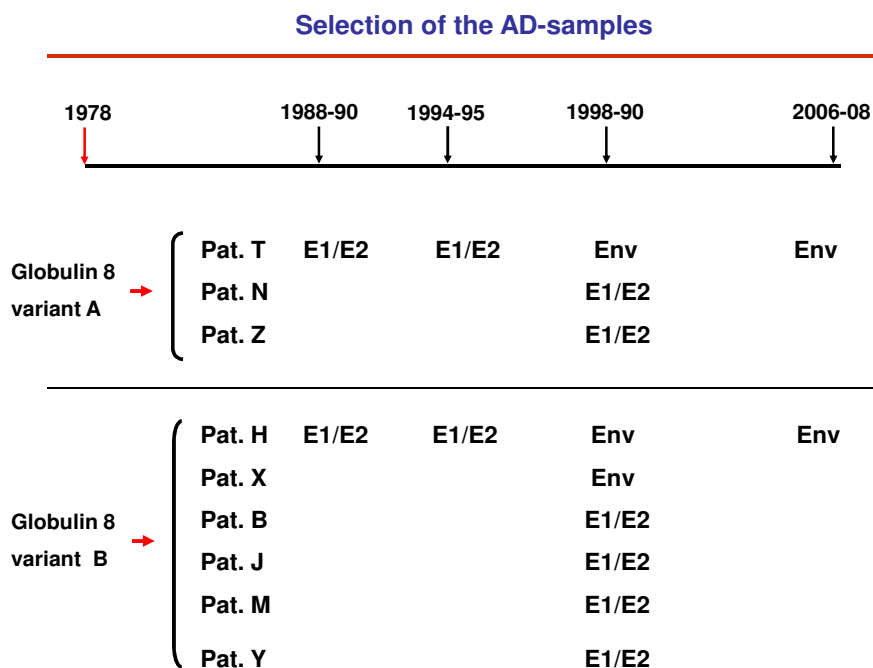 Selection of the AD-samples
1978 1988-90 1994-95 1998-90 2006-08
Globulin 8
variant A
Pat. T E1/E2 E1/E2 Env Env
Pat. N E1/E2
Pat. Z E1/E2
Globulin 8
variant B
Pat. H E1/E2 E1/E2 Env Env
Pat. X Env
Pat. B E1/E2
Pat. J E1/E2
Pat. M E1/E2
Pat. Y E1/E2